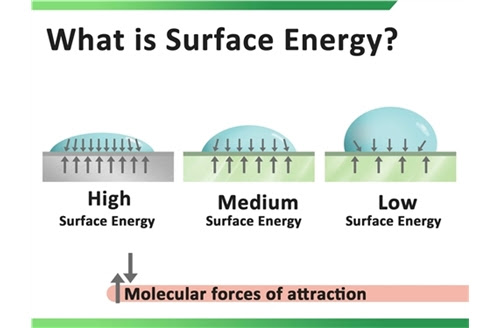 What is Surface Energy?
High
Surface Energy
Medium
Surface Energy
Low
Surface Energy
Molecular forces of attraction